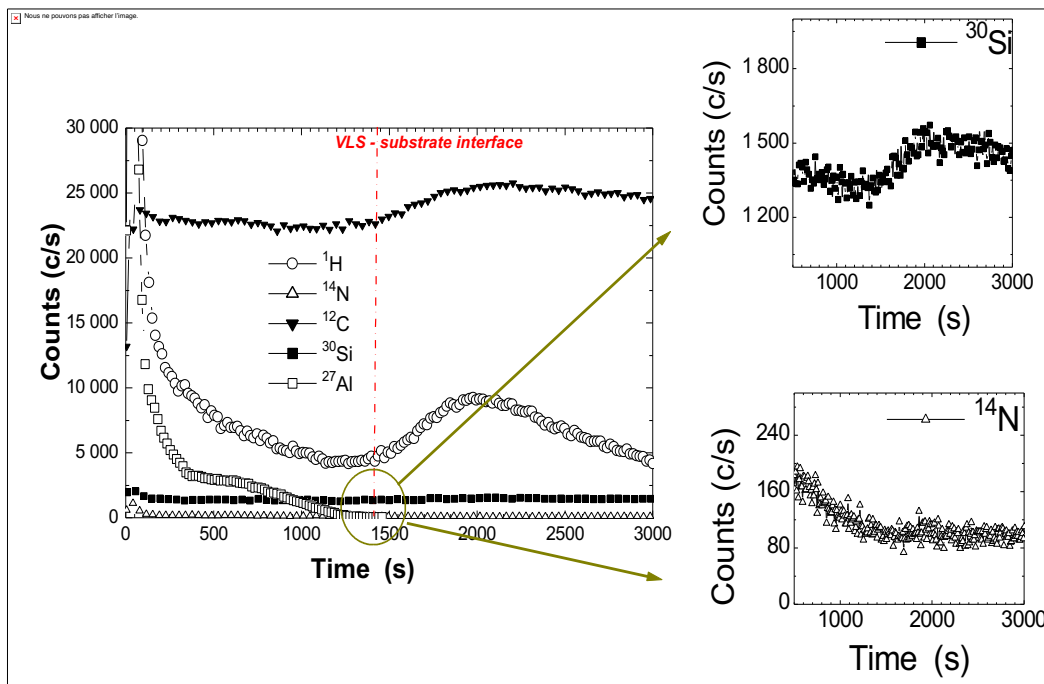 Nous ne pouvons pas afficher l'image.
VLS - substrate interface
30 000
25 000
22 500
20 000
15 000
10 000
5 000
0
Counts (c/s)
0 500 1000 1500 2000 2500 3000
Time (s)
¹H
¹⁴N
¹²C
³⁰Si
²⁷Al
³⁰Si
1 800
1 500
1 200
Counts (c/s)
1000 2000 3000
Time (s)
¹⁴N
240
160
80
0
Counts (c/s)
1000 2000 3000
Time (s)